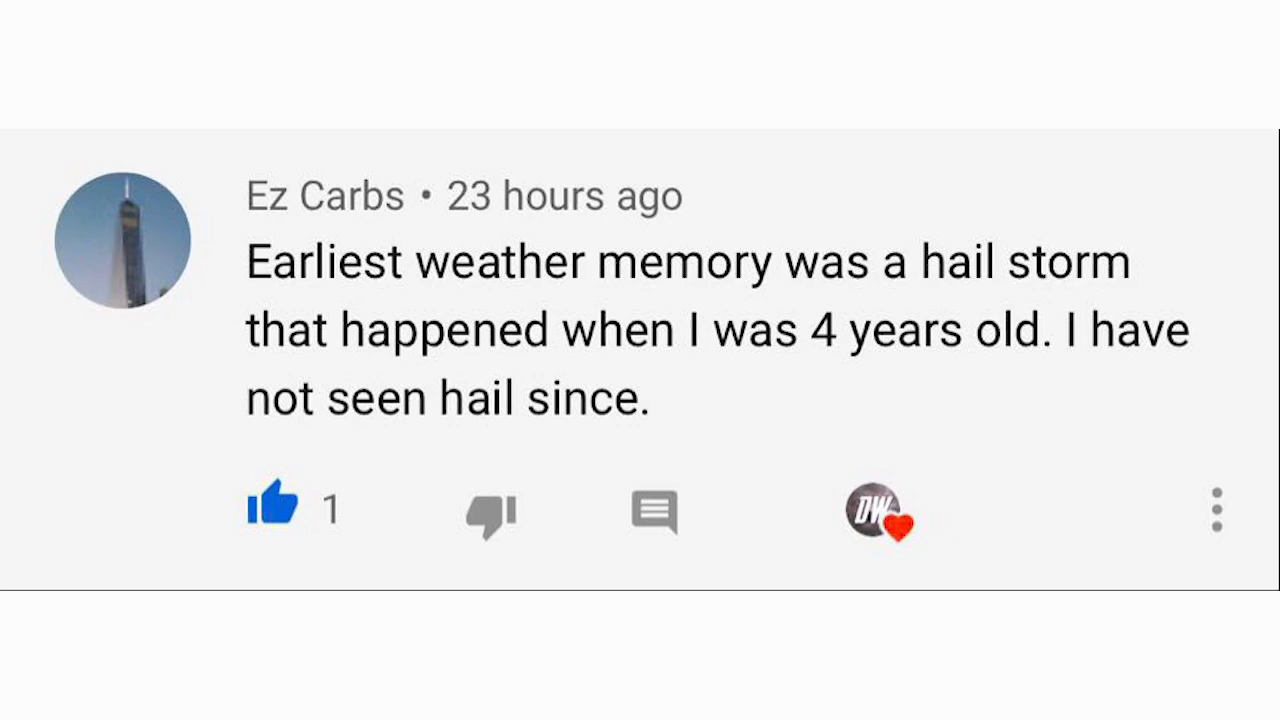 Ez Carbs • 23 hours ago
Earliest weather memory was a hail storm
that happened when I was 4 years old. I have
not seen hail since.
1
DW